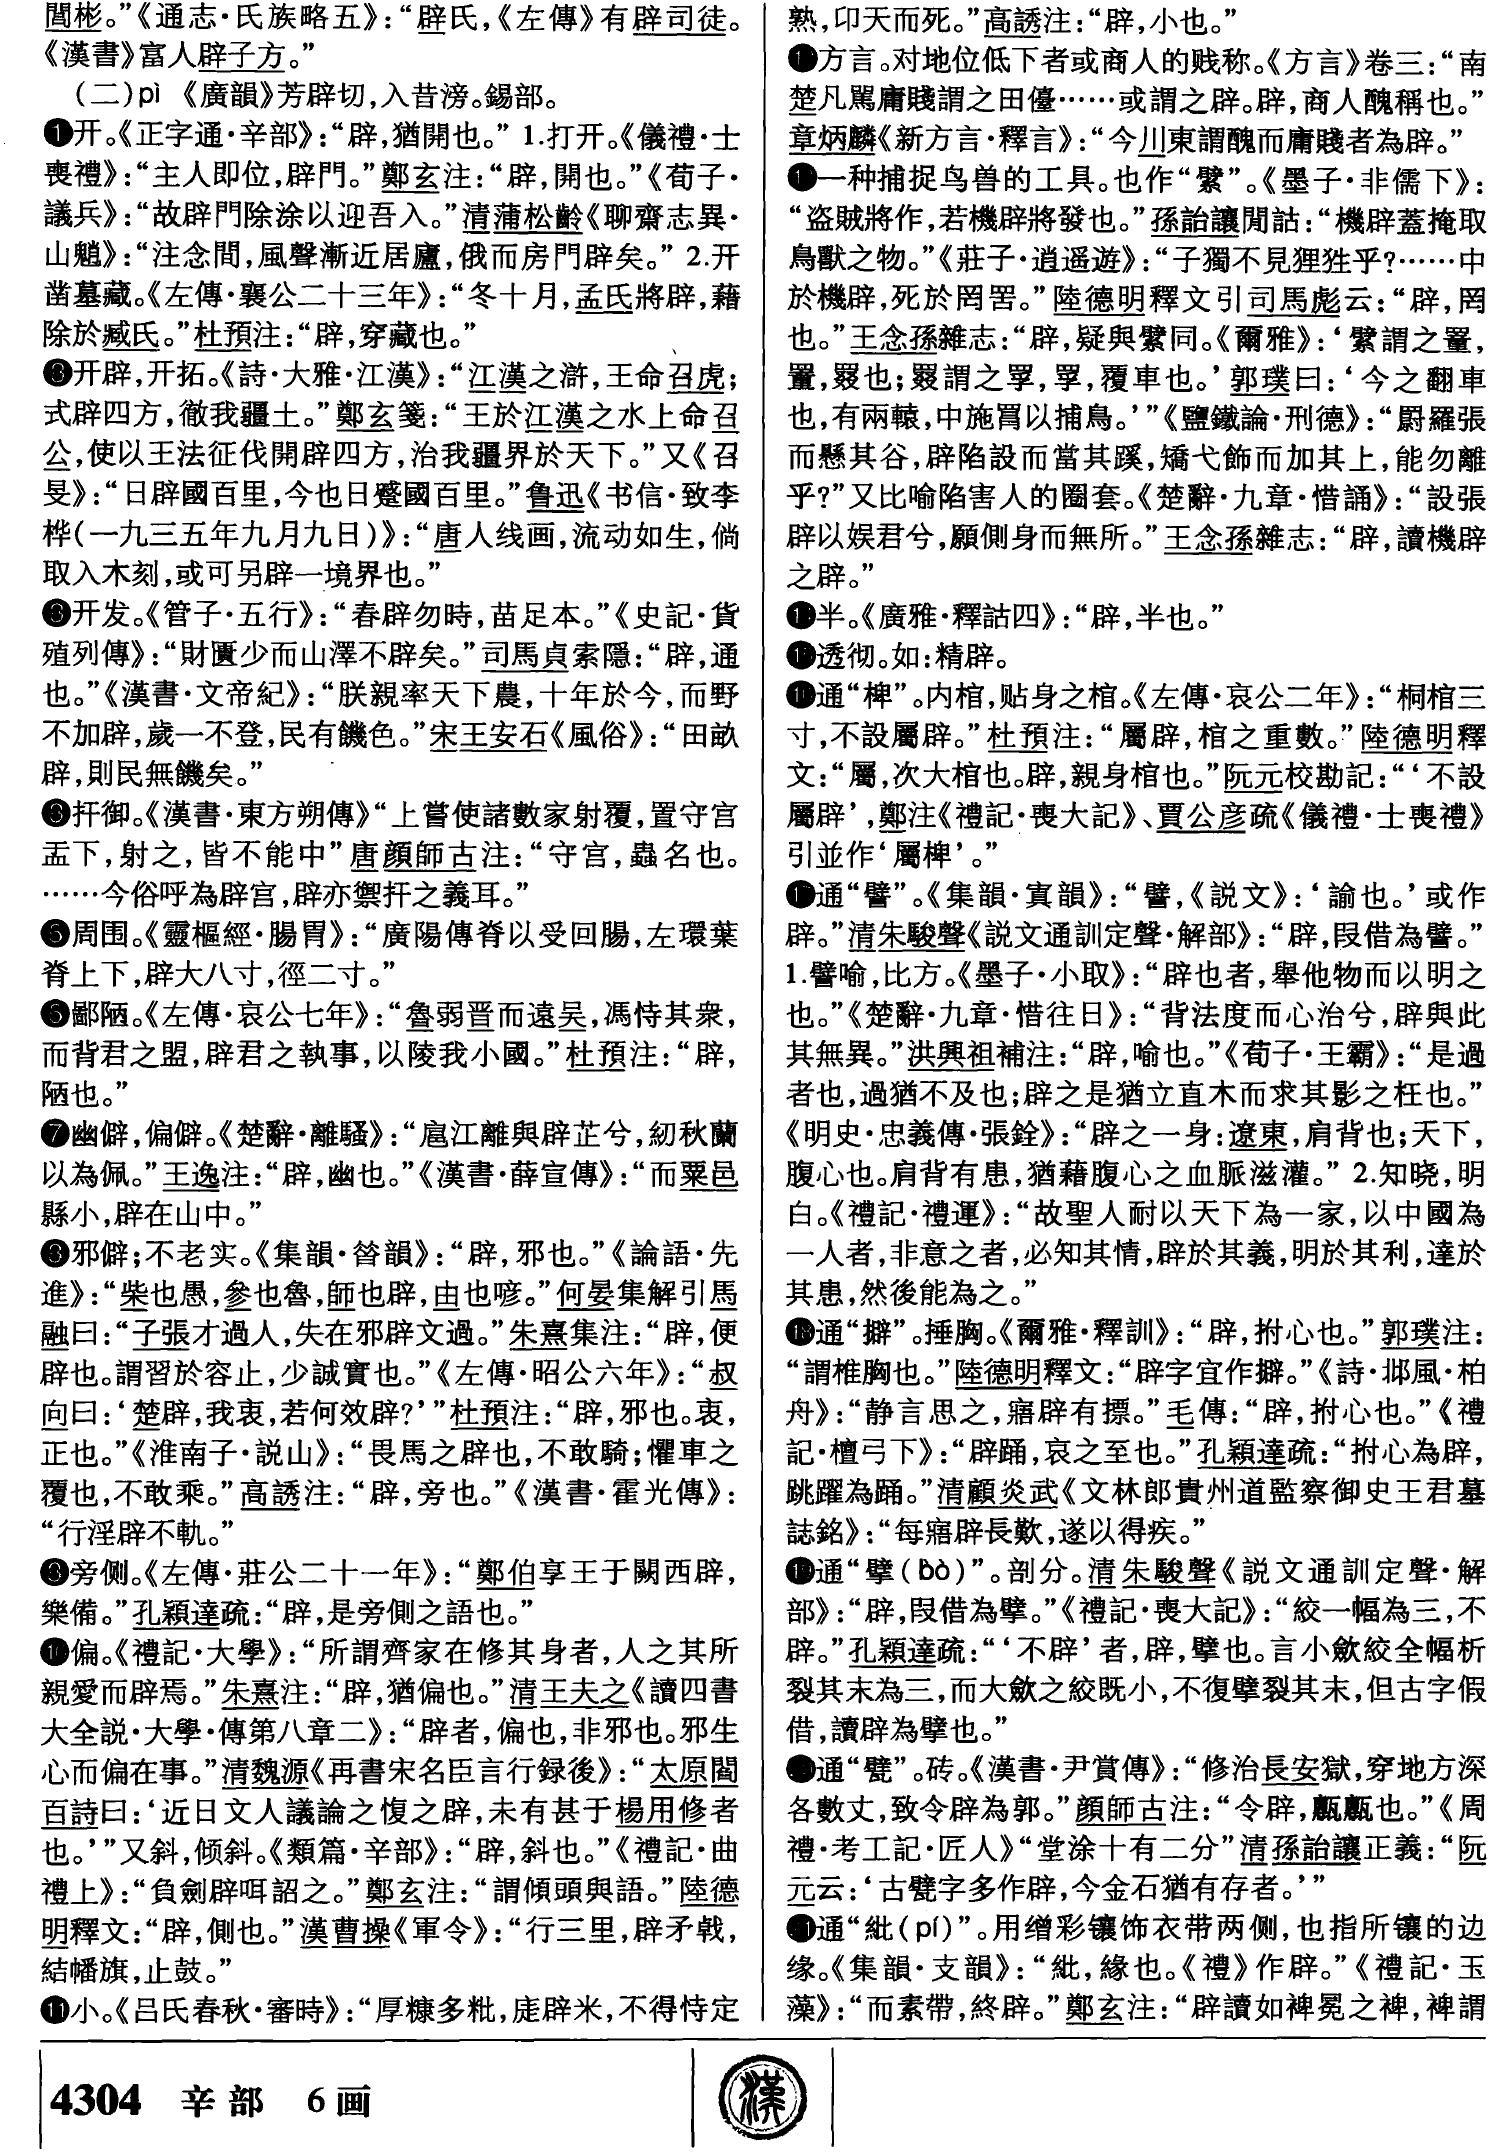 閭彬。”《通志·氏族略五》：“辟氏，《左傳》有辟司徒。
《漢書》富人辟子方。”
（二）pì 《廣韻》芳辟切，入昔滂。錫部。
❶开。《正字通·辛部》：“辟，猶開也。” 1.打开。《儀禮·士
喪禮》：“主人即位，辟門。”鄭玄注：“辟，開也。”《荀子·
議兵》：“故辟門除涂以迎吾入。”清蒲松齡《聊齋志異·
山魈》：“注念間，風聲漸近居廬，俄而房門辟矣。” 2.开
凿墓藏。《左傳·襄公二十三年》：“冬十月，孟氏將辟，藉
除於臧氏。”杜預注：“辟，穿藏也。”
开辟，开拓。《詩·大雅·江漢》：“江漢之滸，王命召虎；
式辟四方，徹我疆土。”鄭玄箋：“王於江漢之水上命召
公，使以王法征伐開辟四方，治我疆界於天下。”又《召
旻》：“日辟國百里，今也日蹙國百里。”鲁迅《书信·致李
桦（一九三五年九月九日）》：“唐人线画，流动如生，倘
取入木刻，或可另辟一境界也。”
❸开发。《管子·五行》：“春辟勿時，苗足本。”《史記·貨
殖列傳》：“財匱少而山澤不辟矣。”司馬貞索隱：“辟，通
也。”《漢書·文帝紀》：“朕親率天下農，十年於今，而野
不加辟，歲一不登，民有饑色。”宋王安石《風俗》：“田畝
辟，則民無饑矣。”
扞御。《漢書·東方朔傳》“上嘗使諸數家射覆，置守宫
盂下，射之，皆不能中”唐顔師古注：“守宫，蟲名也。
……今俗呼為辟宫，辟亦禦扞之義耳。”
❺周围。《靈樞經·腸胃》：“廣陽傳脊以受回腸，左環葉
脊上下，辟大八寸，徑二寸。”
❻鄙陋。《左傳·哀公七年》：“魯弱晋而遠吴，馮恃其衆，
而背君之盟，辟君之執事，以陵我小國。”杜預注：“辟，
陋也。”
❼幽僻，偏僻。《楚辭·離騷》：“扈江離與辟芷兮，紉秋蘭
以為佩。”王逸注：“辟，幽也。”《漢書·薛宣傳》：“而粟邑
縣小，辟在山中。”
❽邪僻；不老实。《集韻·昝韻》：“辟，邪也。”《論語·先
進》：“柴也愚，參也魯，師也辟，由也喭。”何晏集解引馬
融曰：“子張才過人，失在邪辟文過。”朱熹集注：“辟，便
辟也。謂習於容止，少誠實也。”《左傳·昭公六年》：“叔
向曰：‘楚辟，我衷，若何效辟？’”杜預注：“辟，邪也。衷，
正也。”《淮南子·説山》：“畏馬之辟也，不敢騎；懼車之
覆也，不敢乘。”高誘注：“辟，旁也。”《漢書·霍光傳》：
“行淫辟不軌。”
旁侧。《左傳·莊公二十一年》：“鄭伯享王于闕西辟，
樂備。”孔穎達疏：“辟，是旁側之語也。”
❿偏。《禮記·大學》：“所謂齊家在修其身者，人之其所
親愛而辟焉。”朱熹注：“辟，猶偏也。”清王夫之《讀四書
大全説·大學·傳第八章二》：“辟者，偏也，非邪也。邪生
心而偏在事。”清魏源《再書宋名臣言行録後》：“太原閻
百詩曰：‘近日文人議論之愎之辟，未有甚于楊用修者
也。’”又斜，倾斜。《類篇·辛部》：“辟，斜也。”《禮記·曲
禮上》：“負劍辟咡詔之。”鄭玄注：“謂傾頭與語。”陸德
明釋文：“辟，側也。”漢曹操《軍令》：“行三里，辟矛戟，
結幡旗，止鼓。”
⓫小。《吕氏春秋·審時》：“厚糠多粃，庬辟米，不得恃定
熟，卬天而死。”高誘注：“辟，小也。”
方言。对地位低下者或商人的贱称。《方言》卷三：“南
楚凡駡庸賤謂之田儓……或謂之辟。辟，商人醜稱也。”
章炳麟《新方言·釋言》：“今川東謂醜而庸賤者為辟。”
一种捕捉鸟兽的工具。也作“繴”。《墨子·非儒下》：
“盗賊將作，若機辟將發也。”孫詒讓閒詁：“機辟蓋掩取
鳥獸之物。”《莊子·逍遥遊》：“子獨不見狸狌乎？……中
於機辟，死於罔罟。”陸德明釋文引司馬彪云：“辟，罔
也。”王念孫雜志：“辟，疑與繴同。《爾雅》：‘繴謂之罿，
罿，罬也；罬謂之罦，罦，覆車也。’郭璞曰：‘今之翻車
也，有兩轅，中施罥以捕鳥。’”《鹽鐵論·刑德》：“罻羅張
而懸其谷，辟陷設而當其蹊，矯弋飾而加其上，能勿離
乎？”又比喻陷害人的圈套。《楚辭·九章·惜誦》：“設張
辟以娱君兮，願側身而無所。”王念孫雜志：“辟，讀機辟
之辟。”
半。《廣雅·釋詁四》：“辟，半也。”
透彻。如：精辟。
通“椑”。内棺，贴身之棺。《左傳·哀公二年》：“桐棺三
寸，不設屬辟。”杜預注：“屬辟，棺之重數。”陸德明釋
文：“屬，次大棺也。辟，親身棺也。”阮元校勘記：“‘不設
屬辟’，鄭注《禮記·喪大記》、賈公彦疏《儀禮·士喪禮》
引並作‘屬椑’。”
通“譬”。《集韻·寘韻》：“譬，《説文》：‘諭也。’或作
辟。”清朱駿聲《説文通訓定聲·解部》：“辟，叚借為譬。”
1.譬喻，比方。《墨子·小取》：“辟也者，舉他物而以明之
也。”《楚辭·九章·惜往日》：“背法度而心治兮，辟與此
其無異。”洪興祖補注：“辟，喻也。”《荀子·王霸》：“是過
者也，過猶不及也；辟之是猶立直木而求其影之枉也。”
《明史·忠義傳·張銓》：“辟之一身：遼東，肩背也；天下，
腹心也。肩背有患，猶藉腹心之血脈滋灌。” 2.知晓，明
白。《禮記·禮運》：“故聖人耐以天下為一家，以中國為
一人者，非意之者，必知其情，辟於其義，明於其利，達於
其患，然後能為之。”
通“擗”。捶胸。《爾雅·釋訓》：“辟，拊心也。”郭璞注：
“謂椎胸也。”陸德明釋文：“辟字宜作擗。”《詩·邶風·柏
舟》：“静言思之，寤辟有摽。”毛傳：“辟，拊心也。”《禮
記·檀弓下》：“辟踊，哀之至也。”孔穎達疏：“拊心為辟，
跳躍為踊。”清顧炎武《文林郎貴州道監察御史王君墓
誌銘》：“每寤辟長歎，遂以得疾。”
通“擘（bò）”。剖分。清朱駿聲《説文通訓定聲·解
部》：“辟，叚借為擘。”《禮記·喪大記》：“絞一幅為三，不
辟。”孔穎達疏：“‘不辟’者，辟，擘也。言小斂絞全幅析
裂其末為三，而大斂之絞既小，不復擘裂其末，但古字假
借，讀辟為擘也。”
通“甓”。砖。《漢書·尹賞傳》：“修治長安獄，穿地方深
各數丈，致令辟為郭。”顔師古注：“令辟，甗甎也。”《周
禮·考工記·匠人》“堂涂十有二分”清孫詒讓正義：“阮
元云：‘古甓字多作辟，今金石猶有存者。’”
通“紕（pí）”。用缯彩镶饰衣带两侧，也指所镶的边
缘。《集韻·支韻》：“紕，緣也。《禮》作辟。”《禮記·玉
藻》：“而素帶，終辟。”鄭玄注：“辟讀如裨冕之裨，裨謂
4304 辛部 6画
漢